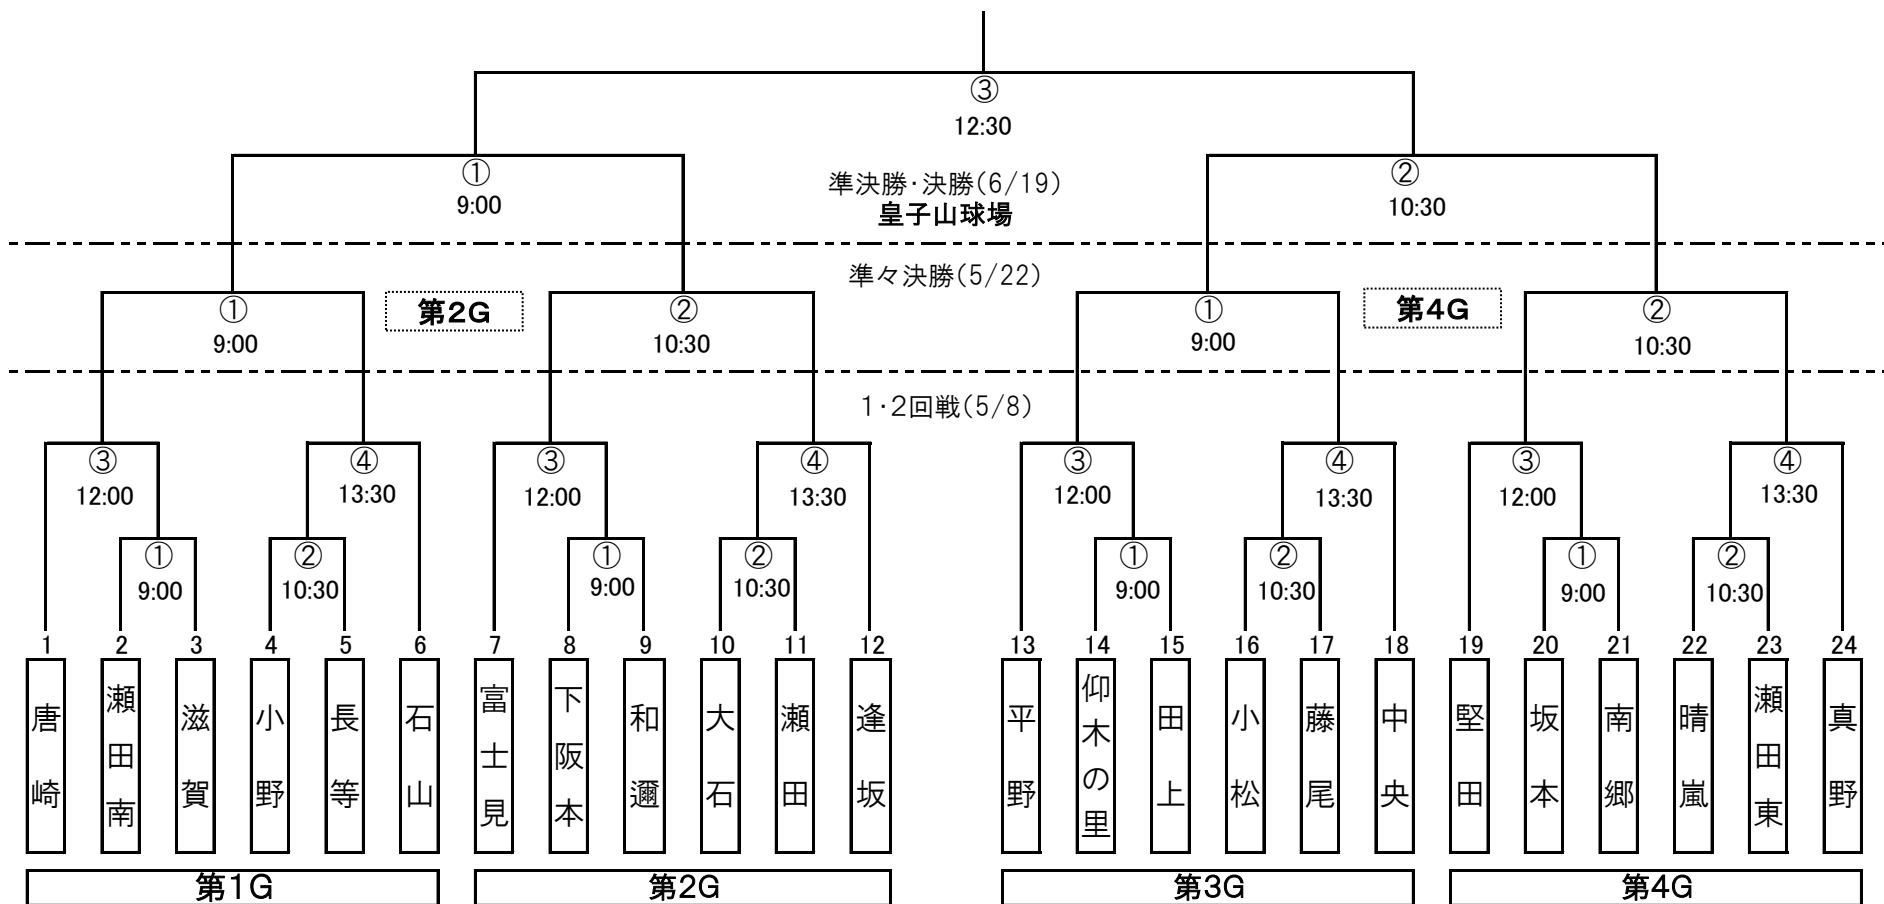 ③
12:30
① ②
9:00 準決勝・決勝(6/19) 10:30
皇子山球場
準々決勝(5/22)
① 第2G ② ① 第4G ②
9:00 10:30 9:00 10:30
1・2回戦(5/8)
③ ④ ③ ④ ③ ④ ③ ④
12:00 13:30 12:00 13:30 12:00 13:30 12:00 13:30
① ② ① ② ① ② ① ②
9:00 10:30 9:00 10:30 9:00 10:30 9:00 10:30
1 2 3 4 5 6 7 8 9 10 11 12 13 14 15 16 17 18 19 20 21 22 23 24
唐崎
瀬田南
滋賀
小野
長等
石山
富士見
下阪本
和邇
大石
瀬田
逢坂
平野
仰木の里
田上
小松
藤尾
中央
堅田
坂本
南郷
晴嵐
瀬田東
真野
第1G 第2G 第3G 第4G